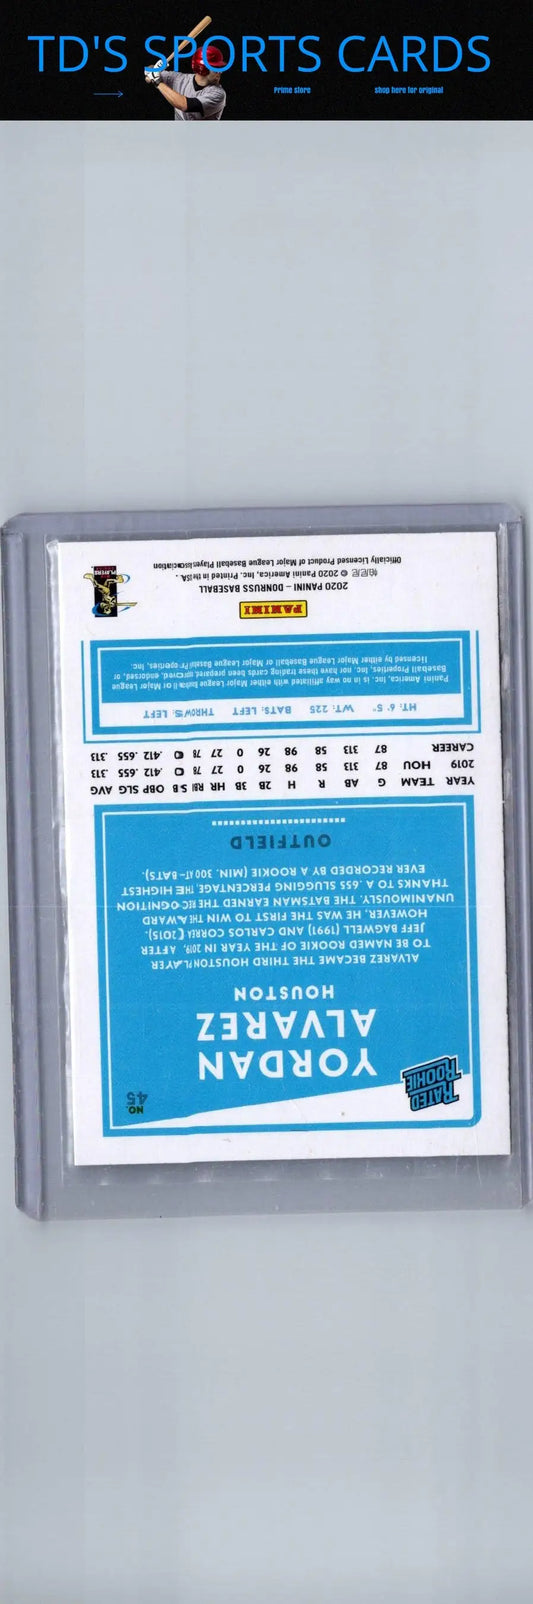 TD'S SPORTS CARDS
Prime store
shop here for original
RATED
ROOKIE
NO.
45
YORDAN
ALVAREZ
HOUSTON
ALVAREZ BECAME THE THIRD HOUSTON PLAYER
TO BE NAMED ROOKIE OF THE YEAR IN 2019, AFTER
JEFF BAGWELL (1991) AND CARLOS CORREA (2015).
HOWEVER, HE WAS THE FIRST TO WIN THE AWARD
UNANIMOUSLY. THE BATSMAN EARNED THE RECOGNITION
THANKS TO A .655 SLUGGING PERCENTAGE, THE HIGHEST
EVER RECORDED BY A ROOKIE (MIN. 300 AT-BATS).
OUTFIELD
YEAR TEAM G AB R H 2B 3B HR RBI SB OBP SLG AVG
2019 HOU 87 313 58 98 26 0 27 78 0 .412 .655 .313
CAREER 87 313 58 98 26 0 27 78 0 .412 .655 .313
HT: 6' 5" WT: 225 BATS: LEFT THROWS: LEFT
Panini America, Inc. is in no way affiliated with either Major League Baseball or Major League
Baseball Properties, Inc. nor have these trading cards been prepared, approved, endorsed, or
licensed by either Major League Baseball or Major League Baseball Properties, Inc.
PANINI
2020 PANINI – DONRUSS BASEBALL
帕尼尼 © 2020 Panini America, Inc. Printed in the USA.
Officially Licensed Product of Major League Baseball Players Association
PLAYERS